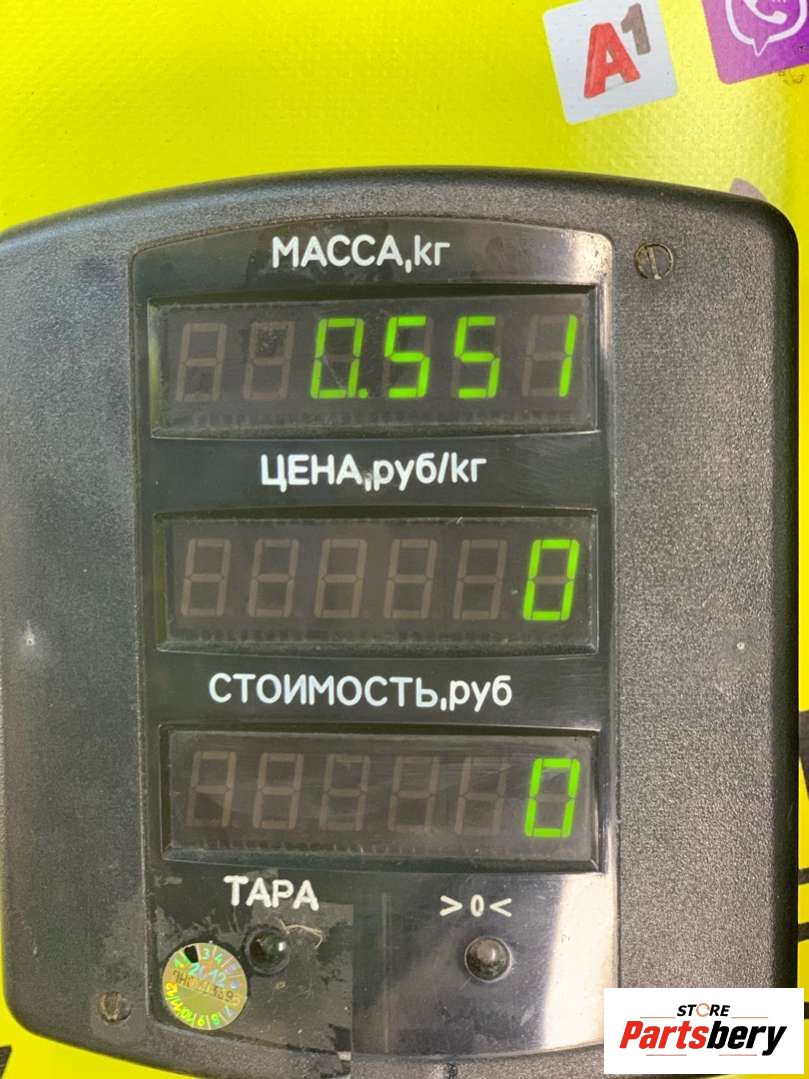 A1
МАССА,кг
0.551
ЦЕНА,руб/кг
0
СТОИМОСТЬ,руб
0
ТАРА
>0<
STORE
Partsbery